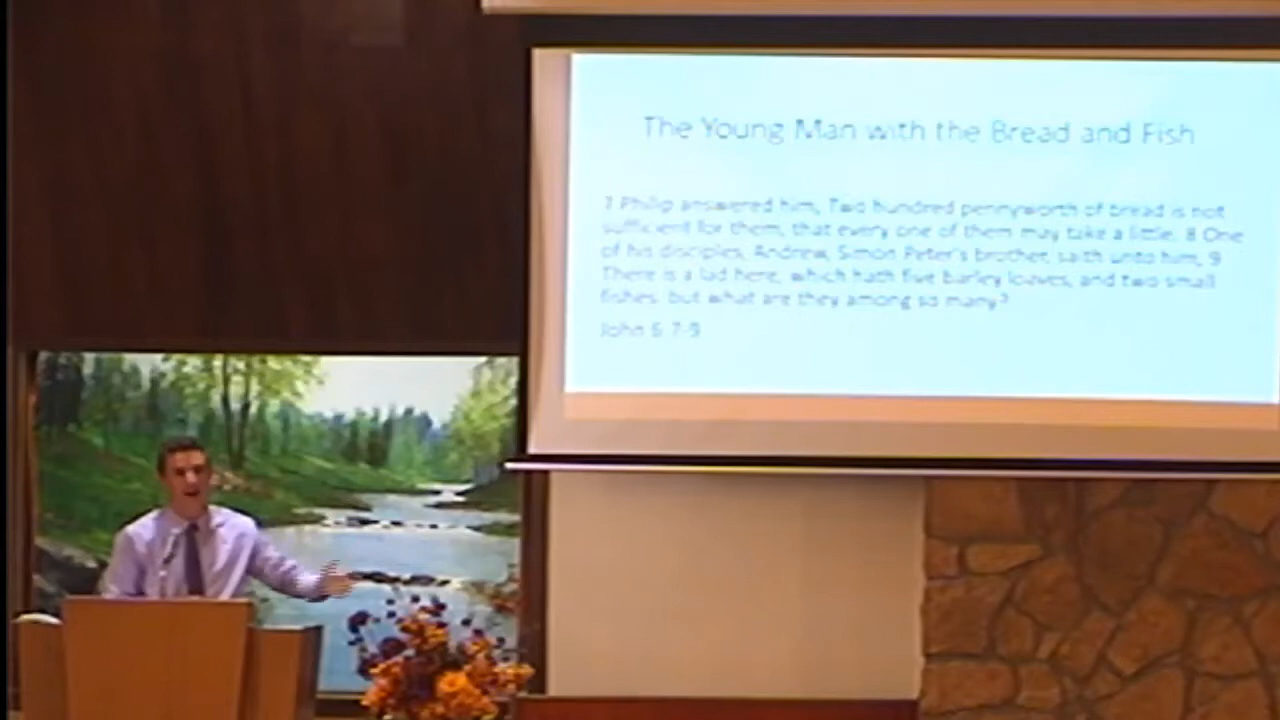 The Young Man with the Bread and Fish
7 Philip answered him, Two hundred pennyworth of bread is not
sufficient for them, that every one of them may take a little. 8 One
of his disciples, Andrew, Simon Peter's brother, saith unto him, 9
There is a lad here, which hath five barley loaves, and two small
fishes: but what are they among so many?
John 6:7-9